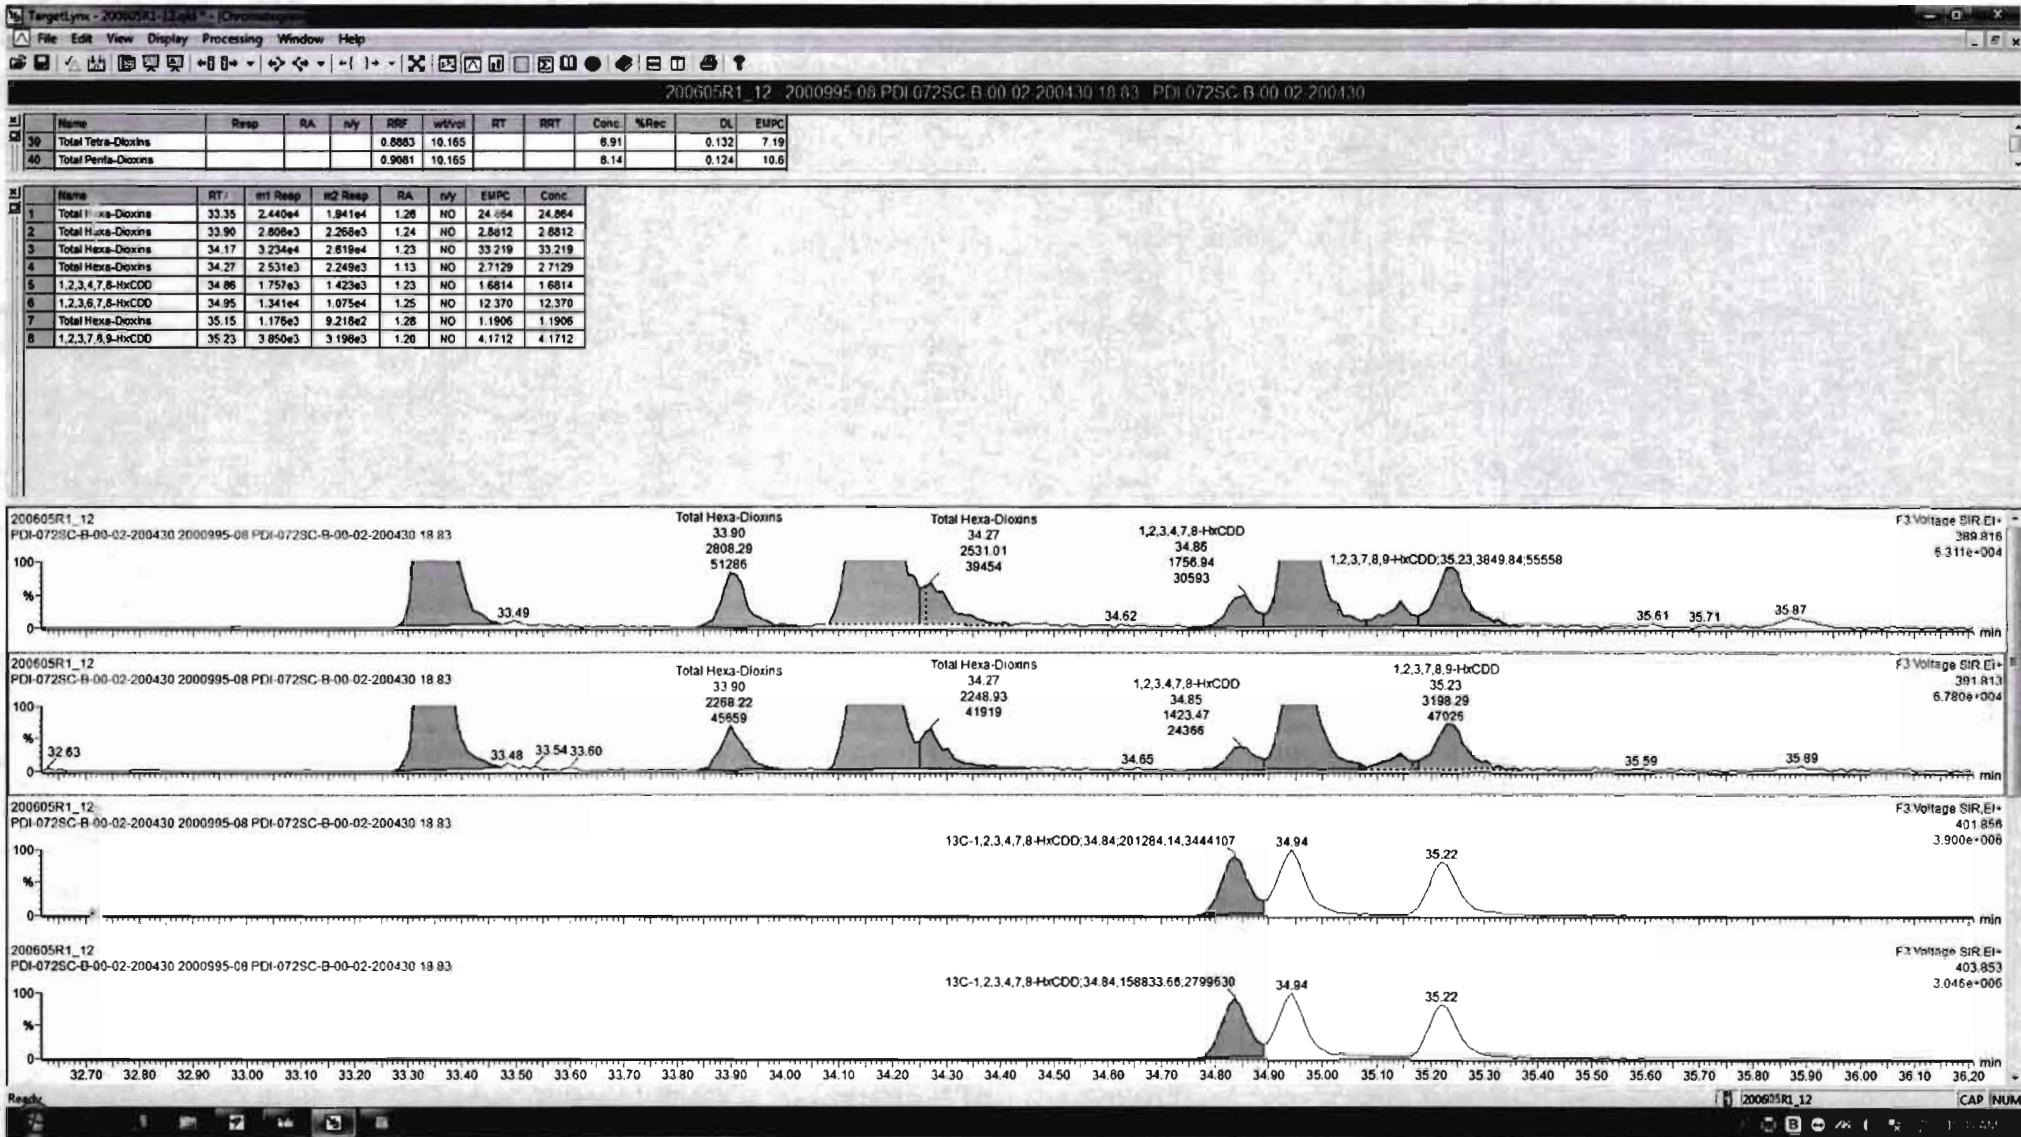 TargetLynx - 200605R1-12.qld * - [Chromatogram]
File Edit View Display Processing Window Help
200605R1_12 2000995-08 PDI-072SC-B-00-02-200430 18.83 PDI-072SC-B-00-02-200430
Name Resp RA n/y RRF wt/vol RT RRT Conc. %Rec DL EMPC
39 Total Tetra-Dioxins 0.8883 10.165 6.91 0.132 7.19
40 Total Penta-Dioxins 0.9081 10.165 8.14 0.124 10.6
Name RT m1 Resp m2 Resp RA n/y EMPC Conc.
1 Total Hexa-Dioxins 33.35 2.440e4 1.941e4 1.26 NO 24.864 24.864
2 Total Hexa-Dioxins 33.90 2.808e3 2.268e3 1.24 NO 2.8812 2.8812
3 Total Hexa-Dioxins 34.17 3.234e4 2.619e4 1.23 NO 33.219 33.219
4 Total Hexa-Dioxins 34.27 2.531e3 2.249e3 1.13 NO 2.7129 2.7129
5 1,2,3,4,7,8-HxCDD 34.86 1.757e3 1.423e3 1.23 NO 1.6814 1.6814
6 1,2,3,6,7,8-HxCDD 34.95 1.341e4 1.075e4 1.25 NO 12.370 12.370
7 Total Hexa-Dioxins 35.15 1.176e3 9.218e2 1.28 NO 1.1906 1.1906
8 1,2,3,7,8,9-HxCDD 35.23 3.850e3 3.198e3 1.20 NO 4.1712 4.1712
200605R1_12
PDI-072SC-B-00-02-200430 2000995-08 PDI-072SC-B-00-02-200430 18.83
F3:Voltage SIR,EI+
389.816
6.311e+004
Total Hexa-Dioxins
33.90
2808.29
51286
Total Hexa-Dioxins
34.27
2531.01
39454
1,2,3,4,7,8-HxCDD
34.86
1756.94
30593
1,2,3,7,8,9-HxCDD;35.23;3849.84;55558
100
%
0
33.49 34.62 35.61 35.71 35.87
min
200605R1_12
PDI-072SC-B-00-02-200430 2000995-08 PDI-072SC-B-00-02-200430 18.83
F3:Voltage SIR,EI+
391.813
6.780e+004
Total Hexa-Dioxins
33.90
2268.22
45659
Total Hexa-Dioxins
34.27
2248.93
41919
1,2,3,4,7,8-HxCDD
34.85
1423.47
24366
1,2,3,7,8,9-HxCDD
35.23
3198.29
47026
100
%
0
32.63 33.48 33.54 33.60 34.65 35.59 35.89
min
200605R1_12
PDI-072SC-B-00-02-200430 2000995-08 PDI-072SC-B-00-02-200430 18.83
F3:Voltage SIR,EI+
401.856
3.900e+006
13C-1,2,3,4,7,8-HxCDD;34.84;201284.14;3444107 34.94 35.22
100
%
0
min
200605R1_12
PDI-072SC-B-00-02-200430 2000995-08 PDI-072SC-B-00-02-200430 18.83
F3:Voltage SIR,EI+
403.853
3.046e+006
13C-1,2,3,4,7,8-HxCDD;34.84;158833.66;2799630 34.94 35.22
100
%
0
min
32.70 32.80 32.90 33.00 33.10 33.20 33.30 33.40 33.50 33.60 33.70 33.80 33.90 34.00 34.10 34.20 34.30 34.40 34.50 34.60 34.70 34.80 34.90 35.00 35.10 35.20 35.30 35.40 35.50 35.60 35.70 35.80 35.90 36.00 36.10 36.20
Ready 200605R1_12 CAP NUM